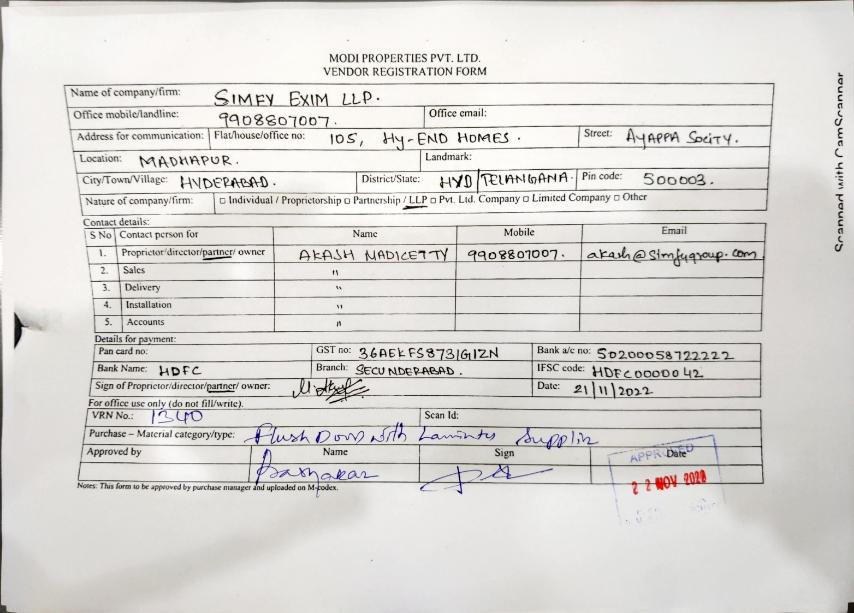 MODI PROPERTIES PVT. LTD.
VENDOR REGISTRATION FORM
Name of company/firm: SIMFY EXIM LLP.
Office mobile/landline: 9908807007. Office email:
Address for communication: Flat/house/office no: 105, Hy-END HOMES. Street: AYAPPA SOCITY.
Location: MADHAPUR. Landmark:
City/Town/Village: HYDERABAD. District/State: HYD/TELANGANA. Pin code: 500003.
Nature of company/firm: □ Individual / Proprietorship □ Partnership / LLP □ Pvt. Ltd. Company □ Limited Company □ Other
Contact details:
S No Contact person for Name Mobile Email
1. Proprietor/director/partner/ owner AKASH MADICETTY 9908807007. akash@simfygroup.com
2. Sales "
3. Delivery "
4. Installation "
5. Accounts "
Details for payment:
Pan card no: GST no: 36AEKFS8731G1ZN Bank a/c no: 50200058722222
Bank Name: HDFC Branch: SECUNDERABAD. IFSC code: HDFC0000042
Sign of Proprietor/director/partner/ owner: Date: 21/11/2022
For office use only (do not fill/write).
VRN No.: 1340 Scan Id:
Purchase – Material category/type: Flush Doors with Laminates Supplier
Approved by Name Sign Date
APPROVED
22 NOV 2022
Notes: This form to be approved by purchase manager and uploaded on M-codex.
Scanned with CamScanner